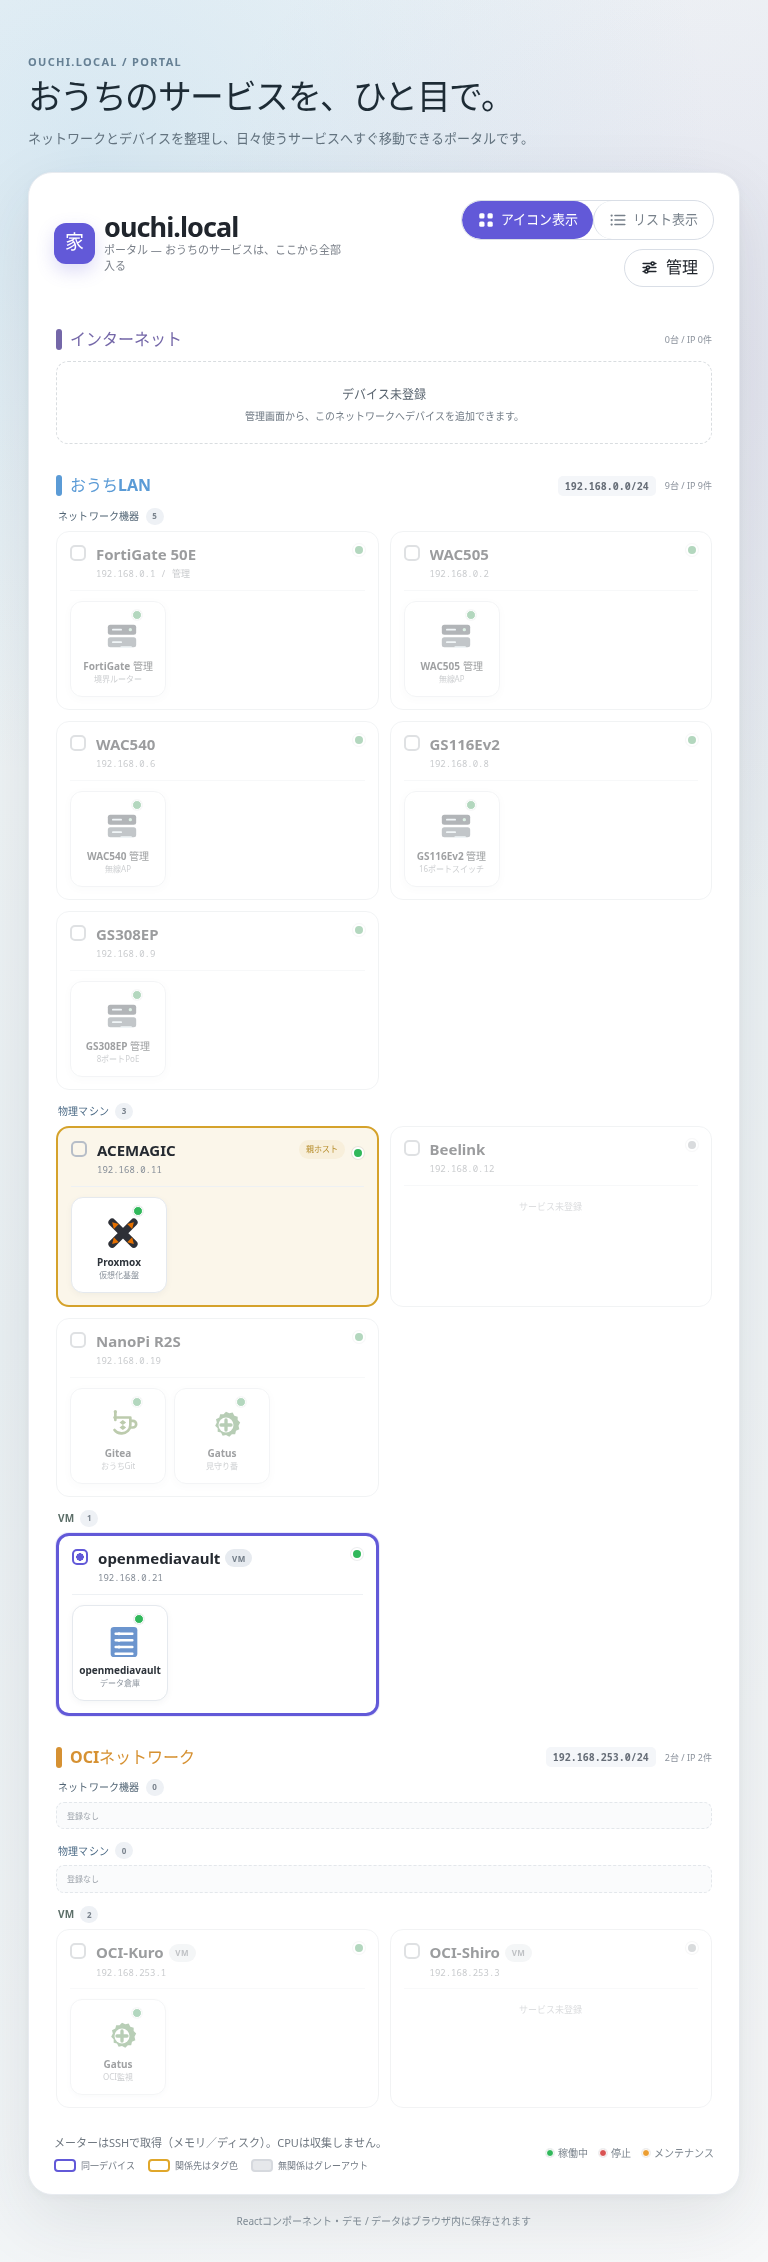 OUCHI.LOCAL / PORTAL
おうちのサービスを、ひと目で。
ネットワークとデバイスを整理し、日々使うサービスへすぐ移動できるポータルです。
家
ouchi.local
ポータル — おうちのサービスは、ここから全部
入る
アイコン表示
リスト表示
管理
インターネット
0台 / IP 0件
デバイス未登録
管理画面から、このネットワークへデバイスを追加できます。
おうちLAN
192.168.0.0/24
9台 / IP 9件
ネットワーク機器 5
FortiGate 50E
192.168.0.1 / 管理
FortiGate 管理
境界ルーター
WAC505
192.168.0.2
WAC505 管理
無線AP
WAC540
192.168.0.6
WAC540 管理
無線AP
GS116Ev2
192.168.0.8
GS116Ev2 管理
16ポートスイッチ
GS308EP
192.168.0.9
GS308EP 管理
8ポートPoE
物理マシン 3
ACEMAGIC
親ホスト
192.168.0.11
Proxmox
仮想化基盤
Beelink
192.168.0.12
サービス未登録
NanoPi R2S
192.168.0.19
Gitea
おうちGit
Gatus
見守り番
VM 1
openmediavault VM
192.168.0.21
openmediavault
データ倉庫
OCIネットワーク
192.168.253.0/24
2台 / IP 2件
ネットワーク機器 0
登録なし
物理マシン 0
登録なし
VM 2
OCI-Kuro VM
192.168.253.1
Gatus
OCI監視
OCI-Shiro VM
192.168.253.3
サービス未登録
メーターはSSHで取得（メモリ／ディスク）。CPUは収集しません。
同一デバイス 関係先はタグ色 無関係はグレーアウト
稼働中 停止 メンテナンス
Reactコンポーネント・デモ / データはブラウザ内に保存されます